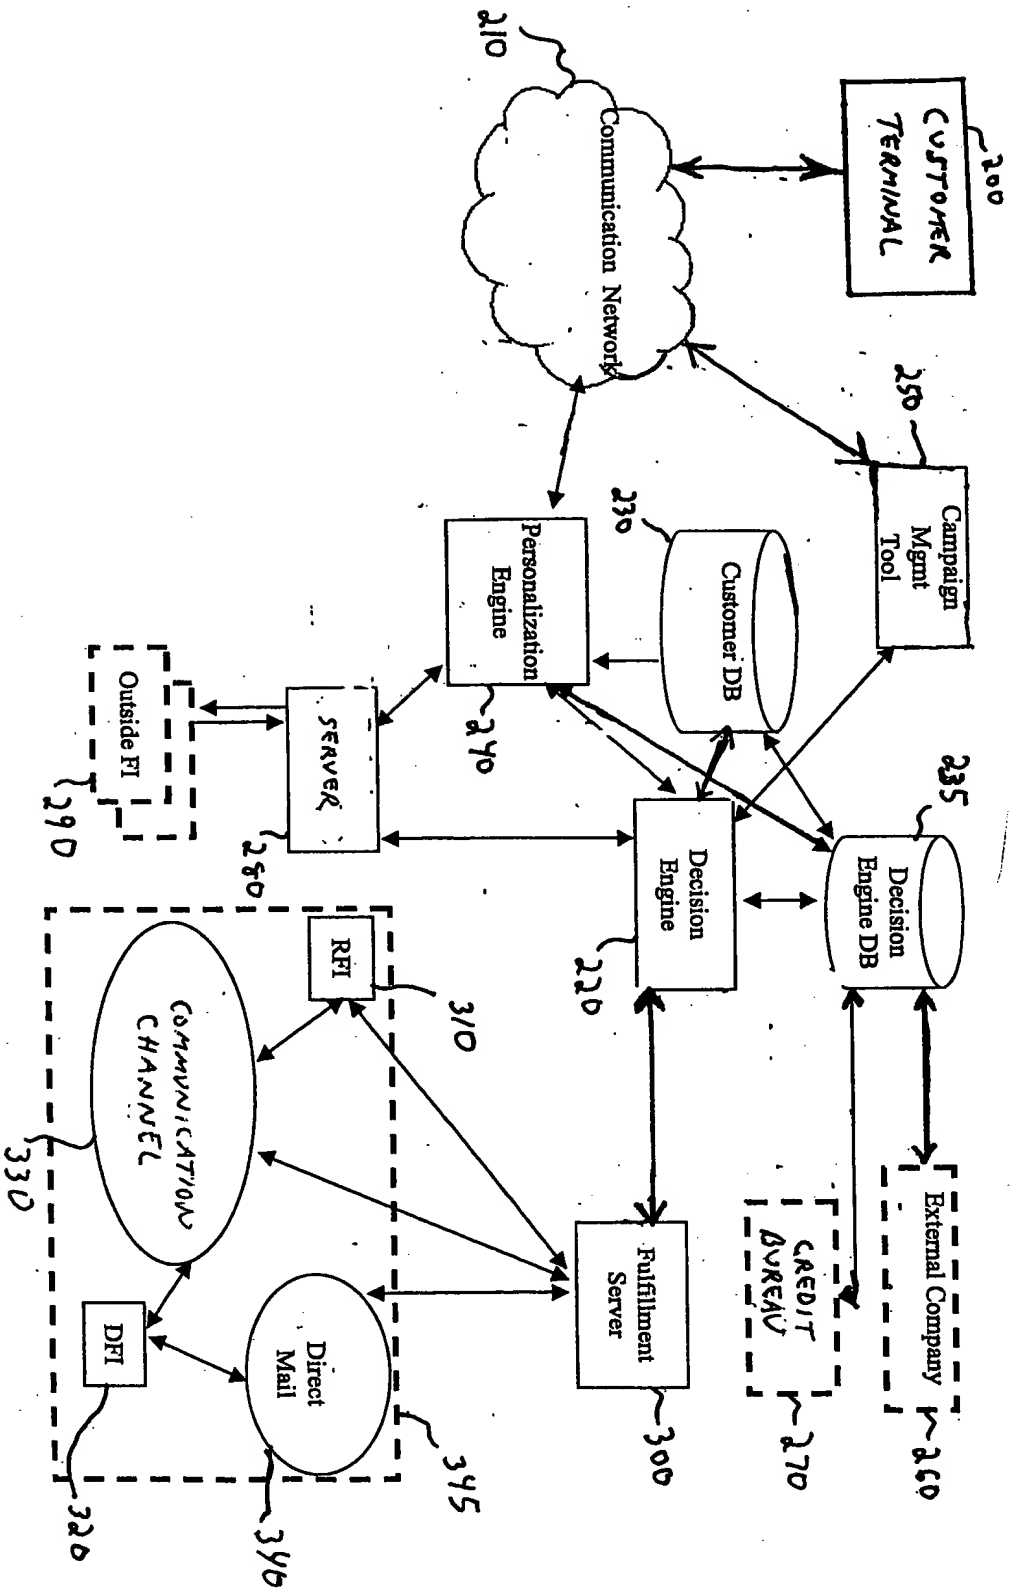 200
CUSTOMER
TERMINAL
210
Communication Network
250
Campaign
Mgmt
Tool
230
Customer DB
Personalization
Engine
240
235
Decision
Engine DB
Decision
Engine
220
SERVER
280
Outside FI
290
External Company
260
CREDIT
BUREAU
270
Fulfillment
Server
300
RFI
310
COMMUNICATION
CHANNEL
330
Direct
Mail
340
DFI
320
345